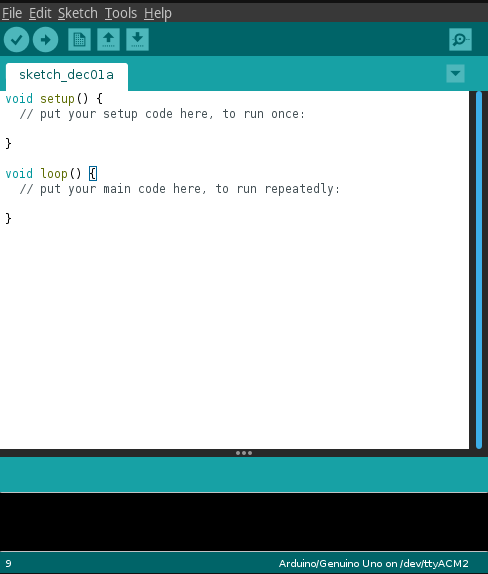 File Edit Sketch Tools Help
sketch_dec01a
void setup() {
  // put your setup code here, to run once:
}
void loop() {
  // put your main code here, to run repeatedly:
}
9
Arduino/Genuino Uno on /dev/ttyACM2